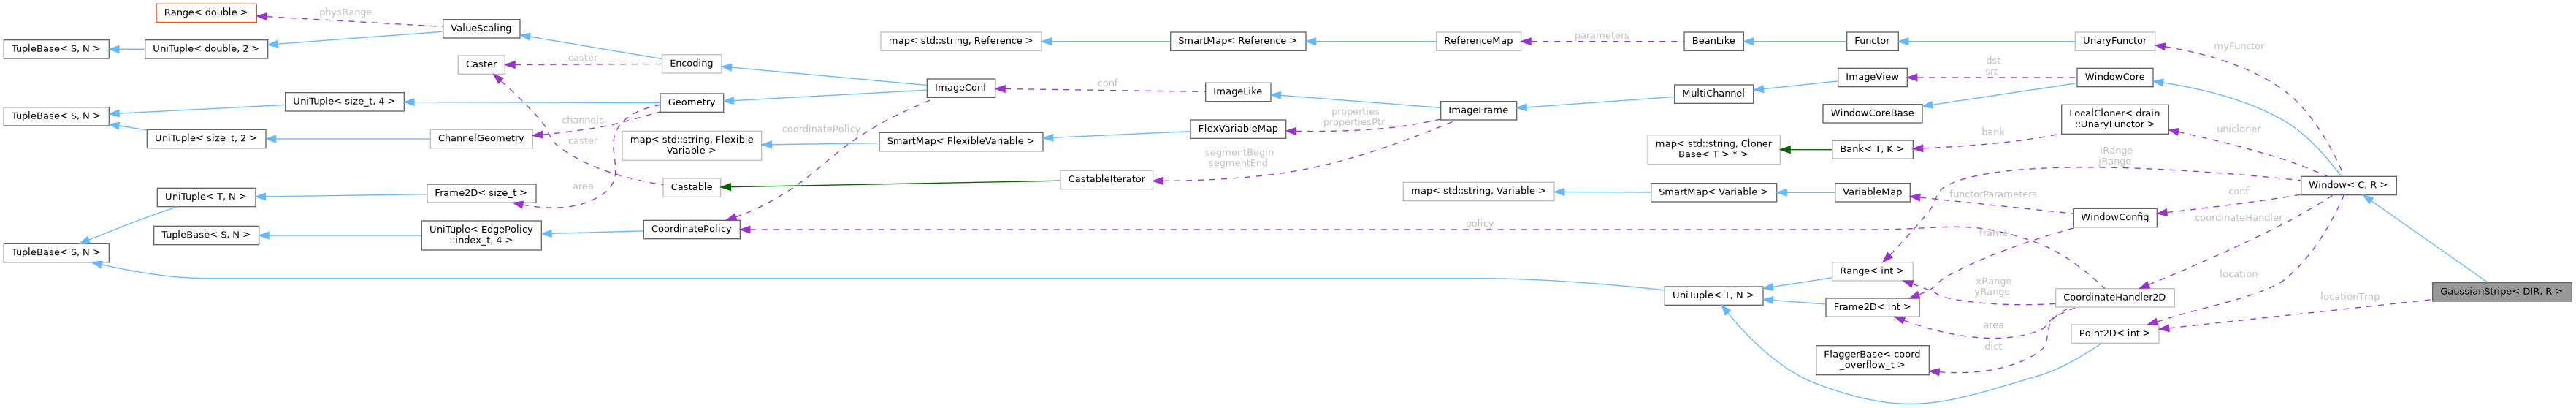 Range< double >
physRange
ValueScaling
TupleBase< S, N >
UniTuple< double, 2 >
Caster
caster
Encoding
map< std::string, Reference >
SmartMap< Reference >
ReferenceMap
parameters
BeanLike
Functor
UnaryFunctor
myFunctor
ImageConf
conf
ImageLike
ImageFrame
MultiChannel
ImageView
dst
src
WindowCore
WindowCoreBase
UniTuple< size_t, 4 >
Geometry
TupleBase< S, N >
UniTuple< size_t, 2 >
channels
ChannelGeometry
caster
coordinatePolicy
map< std::string, Flexible
Variable >
SmartMap< FlexibleVariable >
FlexVariableMap
properties
propertiesPtr
segmentBegin
segmentEnd
LocalCloner< drain
::UnaryFunctor >
unicloner
bank
map< std::string, Cloner
Base< T > * >
Bank< T, K >
iRange
jRange
Window< C, R >
area
Castable
CastableIterator
UniTuple< T, N >
Frame2D< size_t >
map< std::string, Variable >
SmartMap< Variable >
VariableMap
functorParameters
conf
WindowConfig
coordinateHandler
TupleBase< S, N >
UniTuple< EdgePolicy
::index_t, 4 >
CoordinatePolicy
policy
frame
TupleBase< S, N >
Range< int >
location
UniTuple< T, N >
xRange
yRange
CoordinateHandler2D
locationTmp
GaussianStripe< DIR, R >
Frame2D< int >
area
Point2D< int >
dict
FlaggerBase< coord
_overflow_t >